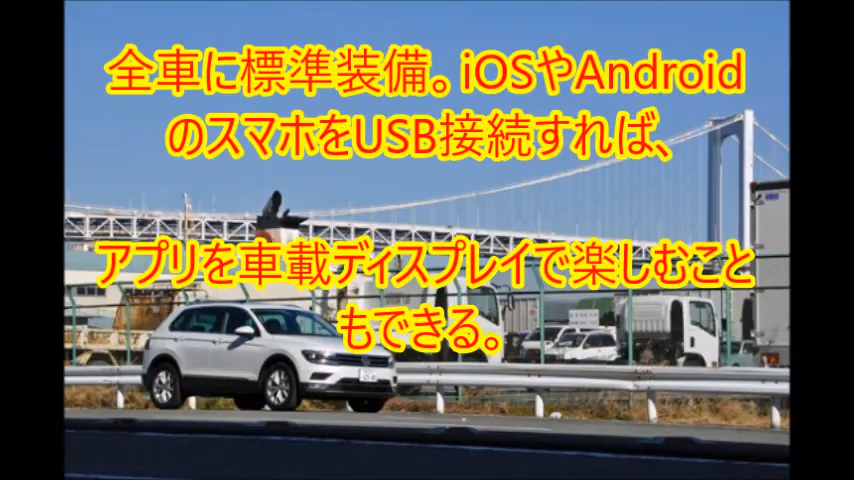 全車に標準装備。iOSやAndroid
のスマホをUSB接続すれば、
アプリを車載ディスプレイで楽しむこと
もできる。